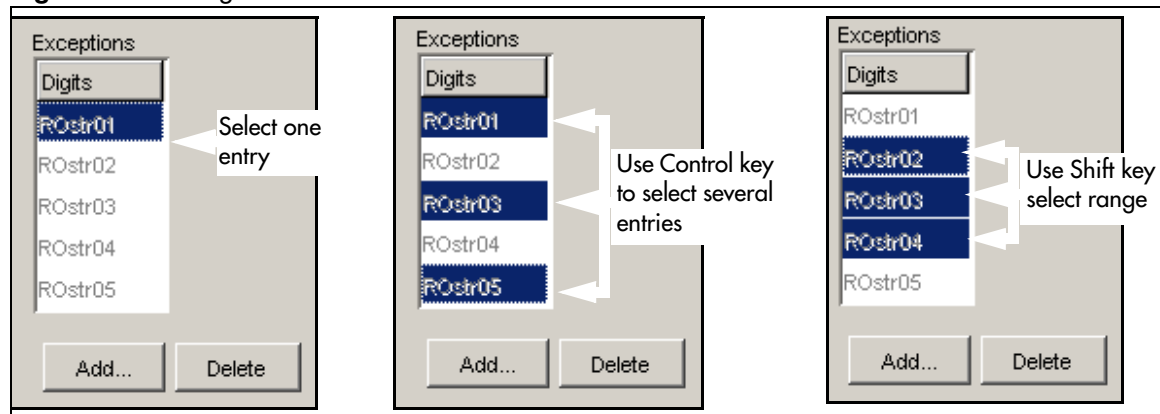 Exceptions
Digits
ROstr01
ROstr02
ROstr03
ROstr04
ROstr05
Select one
entry
Add...
Delete
Exceptions
Digits
ROstr01
ROstr02
ROstr03
ROstr04
ROstr05
Use Control key
to select several
entries
Add...
Delete
Exceptions
Digits
ROstr01
ROstr02
ROstr03
ROstr04
ROstr05
Use Shift key
select range
Add...
Delete